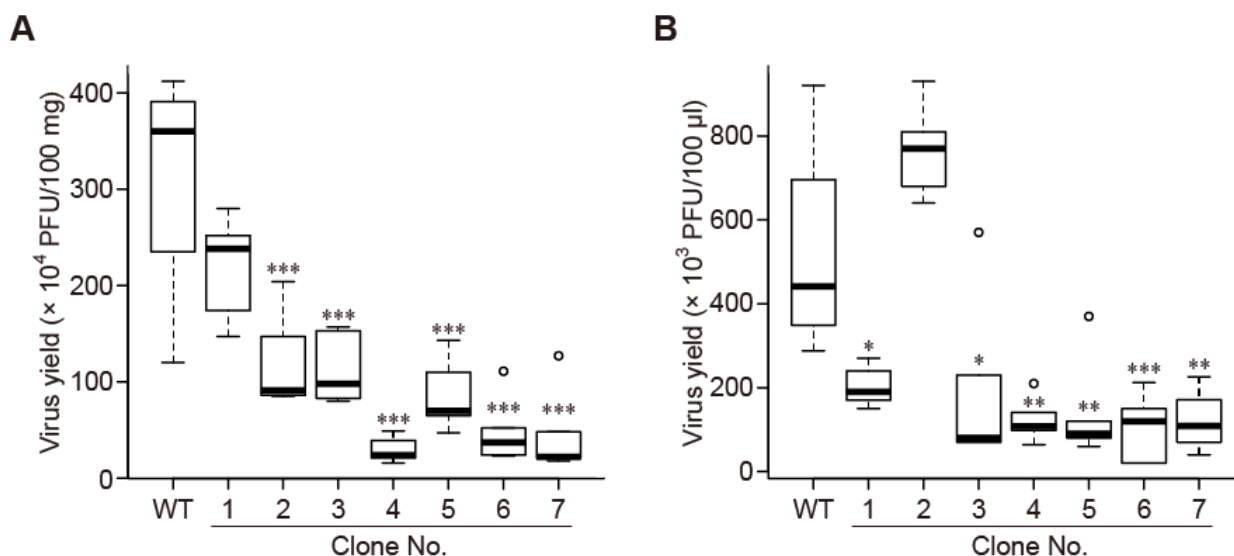 A
Virus yield (× 10⁴ PFU/100 mg)
400
300
200
100
0
***
***
***
***
***
***
WT 1 2 3 4 5 6 7
Clone No.
B
Virus yield (× 10³ PFU/100 µl)
800
600
400
200
0
*
*
**
**
***
**
WT 1 2 3 4 5 6 7
Clone No.